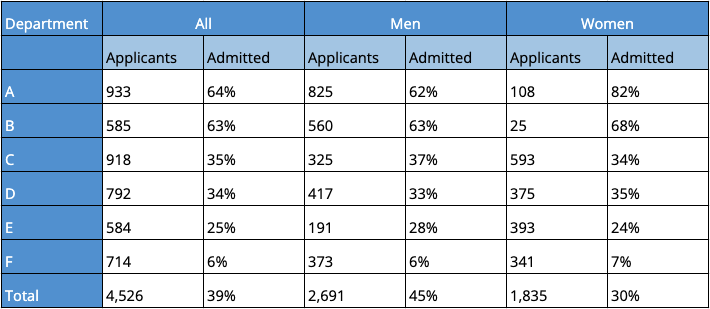 Department All Men Women
Applicants Admitted Applicants Admitted Applicants Admitted
A 933 64% 825 62% 108 82%
B 585 63% 560 63% 25 68%
C 918 35% 325 37% 593 34%
D 792 34% 417 33% 375 35%
E 584 25% 191 28% 393 24%
F 714 6% 373 6% 341 7%
Total 4,526 39% 2,691 45% 1,835 30%